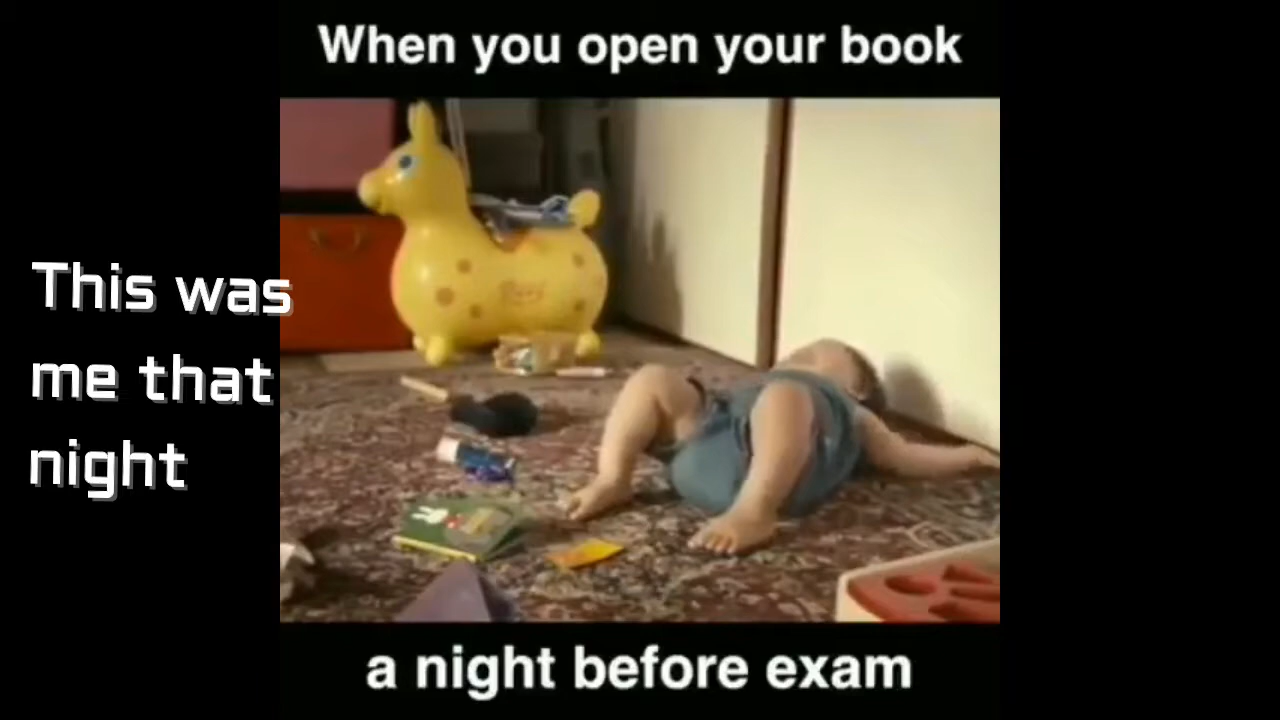 When you open your book
This was
me that
night
a night before exam